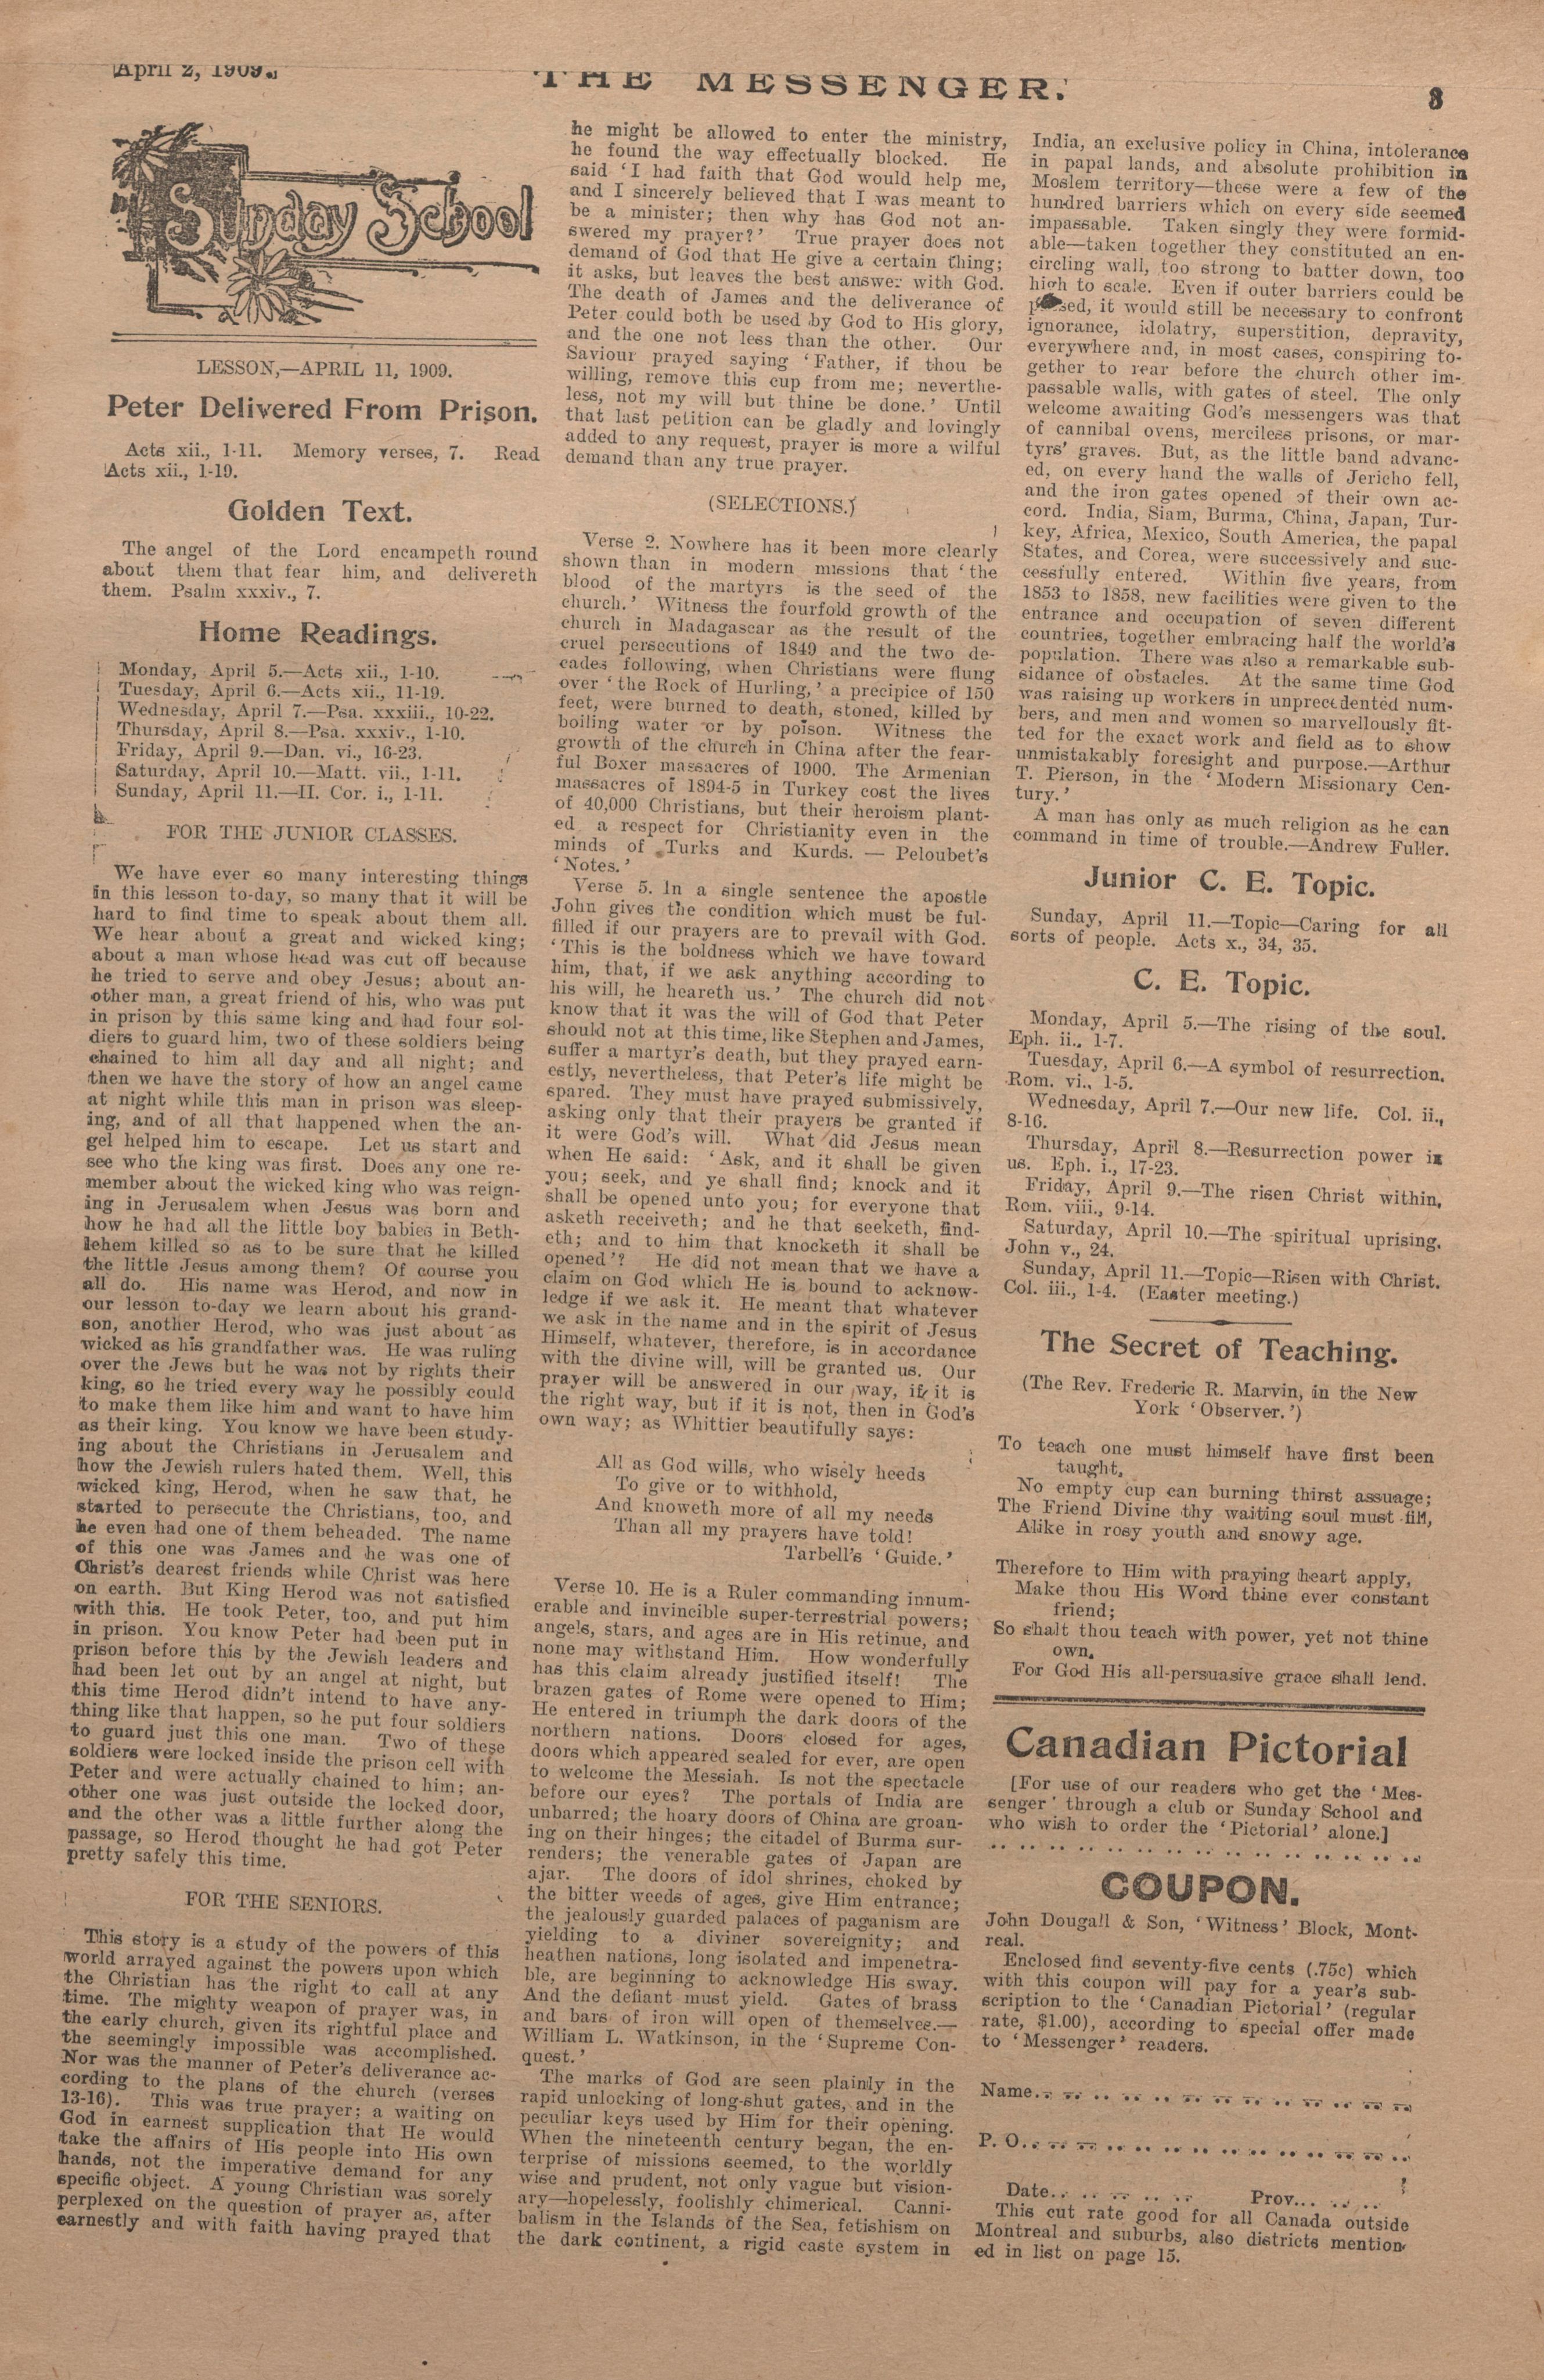 April 2, 1909.
THE MESSENGER.
3
Sunday School
LESSON,—APRIL 11, 1909.
Peter Delivered From Prison.
Acts xii., 1-11. Memory verses, 7. Read
Acts xii., 1-19.
Golden Text.
The angel of the Lord encampeth round
about them that fear him, and delivereth
them. Psalm xxxiv., 7.
Home Readings.
Monday, April 5.—Acts xii., 1-10.
Tuesday, April 6.—Acts xii., 11-19.
Wednesday, April 7.—Psa. xxxiii., 10-22.
Thursday, April 8.—Psa. xxxiv., 1-10.
Friday, April 9.—Dan. vi., 16-23.
Saturday, April 10.—Matt. vii., 1-11.
Sunday, April 11.—II. Cor. i., 1-11.
FOR THE JUNIOR CLASSES.
We have ever so many interesting things
in this lesson to-day, so many that it will be
hard to find time to speak about them all.
We hear about a great and wicked king;
about a man whose head was cut off because
he tried to serve and obey Jesus; about an-
other man, a great friend of his, who was put
in prison by this same king and had four sol-
diers to guard him, two of these soldiers being
chained to him all day and all night; and
then we have the story of how an angel came
at night while this man in prison was sleep-
ing, and of all that happened when the an-
gel helped him to escape. Let us start and
see who the king was first. Does any one re-
member about the wicked king who was reign-
ing in Jerusalem when Jesus was born and
how he had all the little boy babies in Beth-
lehem killed so as to be sure that he killed
the little Jesus among them? Of course you
all do. His name was Herod, and now in
our lesson to-day we learn about his grand-
son, another Herod, who was just about as
wicked as his grandfather was. He was ruling
over the Jews but he was not by rights their
king, so he tried every way he possibly could
to make them like him and want to have him
as their king. You know we have been study-
ing about the Christians in Jerusalem and
how the Jewish rulers hated them. Well, this
wicked king, Herod, when he saw that, he
started to persecute the Christians, too, and
he even had one of them beheaded. The name
of this one was James and he was one of
Christ's dearest friends while Christ was here
on earth. But King Herod was not satisfied
with this. He took Peter, too, and put him
in prison. You know Peter had been put in
prison before this by the Jewish leaders and
had been let out by an angel at night, but
this time Herod didn't intend to have any-
thing like that happen, so he put four soldiers
to guard just this one man. Two of these
soldiers were locked inside the prison cell with
Peter and were actually chained to him; an-
other one was just outside the locked door,
and the other was a little further along the
passage, so Herod thought he had got Peter
pretty safely this time.
FOR THE SENIORS.
This story is a study of the powers of this
world arrayed against the powers upon which
the Christian has the right to call at any
time. The mighty weapon of prayer was, in
the early church, given its rightful place and
the seemingly impossible was accomplished.
Nor was the manner of Peter's deliverance ac-
cording to the plans of the church (verses
13-16). This was true prayer; a waiting on
God in earnest supplication that He would
take the affairs of His people into His own
hands, not the imperative demand for any
specific object. A young Christian was sorely
perplexed on the question of prayer as, after
earnestly and with faith having prayed that
he might be allowed to enter the ministry,
he found the way effectually blocked. He
said 'I had faith that God would help me,
and I sincerely believed that I was meant to
be a minister; then why has God not an-
swered my prayer?' True prayer does not
demand of God that He give a certain thing;
it asks, but leaves the best answer with God.
The death of James and the deliverance of
Peter could both be used by God to His glory,
and the one not less than the other. Our
Saviour prayed saying 'Father, if thou be
willing, remove this cup from me; neverthe-
less, not my will but thine be done.' Until
that last petition can be gladly and lovingly
added to any request, prayer is more a wilful
demand than any true prayer.
(SELECTIONS.)
Verse 2. Nowhere has it been more clearly
shown than in modern missions that 'the
blood of the martyrs is the seed of the
church.' Witness the fourfold growth of the
church in Madagascar as the result of the
cruel persecutions of 1849 and the two de-
cades following, when Christians were flung
over 'the Rock of Hurling,' a precipice of 150
feet, were burned to death, stoned, killed by
boiling water or by poison. Witness the
growth of the church in China after the fear-
ful Boxer massacres of 1900. The Armenian
massacres of 1894-5 in Turkey cost the lives
of 40,000 Christians, but their heroism plant-
ed a respect for Christianity even in the
minds of Turks and Kurds. — Peloubet's
'Notes.'
Verse 5. In a single sentence the apostle
John gives the condition which must be ful-
filled if our prayers are to prevail with God.
'This is the boldness which we have toward
him, that, if we ask anything according to
his will, he heareth us.' The church did not
know that it was the will of God that Peter
should not at this time, like Stephen and James,
suffer a martyr's death, but they prayed earn-
estly, nevertheless, that Peter's life might be
spared. They must have prayed submissively,
asking only that their prayers be granted if
it were God's will. What did Jesus mean
when He said: 'Ask, and it shall be given
you; seek, and ye shall find; knock and it
shall be opened unto you; for everyone that
asketh receiveth; and he that seeketh, find-
eth; and to him that knocketh it shall be
opened'? He did not mean that we have a
claim on God which He is bound to acknow-
ledge if we ask it. He meant that whatever
we ask in the name and in the spirit of Jesus
Himself, whatever, therefore, is in accordance
with the divine will, will be granted us. Our
prayer will be answered in our way, if it is
the right way, but if it is not, then in God's
own way; as Whittier beautifully says:
All as God wills, who wisely heeds
To give or to withhold,
And knoweth more of all my needs
Than all my prayers have told!
Tarbell's 'Guide.'
Verse 10. He is a Ruler commanding innum-
erable and invincible super-terrestrial powers;
angels, stars, and ages are in His retinue, and
none may withstand Him. How wonderfully
has this claim already justified itself! The
brazen gates of Rome were opened to Him;
He entered in triumph the dark doors of the
northern nations. Doors closed for ages,
doors which appeared sealed for ever, are open
to welcome the Messiah. Is not the spectacle
before our eyes? The portals of India are
unbarred; the hoary doors of China are groan-
ing on their hinges; the citadel of Burma sur-
renders; the venerable gates of Japan are
ajar. The doors of idol shrines, choked by
the bitter weeds of ages, give Him entrance;
the jealously guarded palaces of paganism are
yielding to a diviner sovereignity; and
heathen nations, long isolated and impenetra-
ble, are beginning to acknowledge His sway.
And the defiant must yield. Gates of brass
and bars of iron will open of themselves.—
William L. Watkinson, in the 'Supreme Con-
quest.'
The marks of God are seen plainly in the
rapid unlocking of long-shut gates, and in the
peculiar keys used by Him for their opening.
When the nineteenth century began, the en-
terprise of missions seemed, to the worldly
wise and prudent, not only vague but vision-
ary—hopelessly, foolishly chimerical. Canni-
balism in the Islands of the Sea, fetishism on
the dark continent, a rigid caste system in
India, an exclusive policy in China, intolerance
in papal lands, and absolute prohibition in
Moslem territory—these were a few of the
hundred barriers which on every side seemed
impassable. Taken singly they were formid-
able—taken together they constituted an en-
circling wall, too strong to batter down, too
high to scale. Even if outer barriers could be
passed, it would still be necessary to confront
ignorance, idolatry, superstition, depravity,
everywhere and, in most cases, conspiring to-
gether to rear before the church other im-
passable walls, with gates of steel. The only
welcome awaiting God's messengers was that
of cannibal ovens, merciless prisons, or mar-
tyrs' graves. But, as the little band advanc-
ed, on every hand the walls of Jericho fell,
and the iron gates opened of their own ac-
cord. India, Siam, Burma, China, Japan, Tur-
key, Africa, Mexico, South America, the papal
States, and Corea, were successively and suc-
cessfully entered. Within five years, from
1853 to 1858, new facilities were given to the
entrance and occupation of seven different
countries, together embracing half the world's
population. There was also a remarkable sub-
sidance of obstacles. At the same time God
was raising up workers in unprecedented num-
bers, and men and women so marvellously fit-
ted for the exact work and field as to show
unmistakably foresight and purpose.—Arthur
T. Pierson, in the 'Modern Missionary Cen-
tury.'
A man has only as much religion as he can
command in time of trouble.—Andrew Fuller.
Junior C. E. Topic.
Sunday, April 11.—Topic—Caring for all
sorts of people. Acts x., 34, 35.
C. E. Topic.
Monday, April 5.—The rising of the soul.
Eph. ii., 1-7.
Tuesday, April 6.—A symbol of resurrection.
Rom. vi., 1-5.
Wednesday, April 7.—Our new life. Col. ii.,
8-16.
Thursday, April 8.—Resurrection power in
us. Eph. i., 17-23.
Friday, April 9.—The risen Christ within,
Rom. viii., 9-14.
Saturday, April 10.—The spiritual uprising.
John v., 24.
Sunday, April 11.—Topic—Risen with Christ.
Col. iii., 1-4. (Easter meeting.)
The Secret of Teaching.
(The Rev. Frederic R. Marvin, in the New
York 'Observer.')
To teach one must himself have first been
taught,
No empty cup can burning thirst assuage;
The Friend Divine thy waiting soul must fill,
Alike in rosy youth and snowy age.
Therefore to Him with praying heart apply,
Make thou His Word thine ever constant
friend;
So shalt thou teach with power, yet not thine
own,
For God His all-persuasive grace shall lend.
Canadian Pictorial
[For use of our readers who get the 'Mes-
senger' through a club or Sunday School and
who wish to order the 'Pictorial' alone.]
COUPON.
John Dougall & Son, 'Witness' Block, Mont-
real.
Enclosed find seventy-five cents (.75c) which
with this coupon will pay for a year's sub-
scription to the 'Canadian Pictorial' (regular
rate, $1.00), according to special offer made
to 'Messenger' readers.
Name.. .. .. .. .. .. .. .. .. .. .. .. ..
P. O.. .. .. .. .. .. .. .. .. .. .. .. ..
Date.. .. .. .. .. Prov... .. ..
This cut rate good for all Canada outside
Montreal and suburbs, also districts mention
ed in list on page 15.